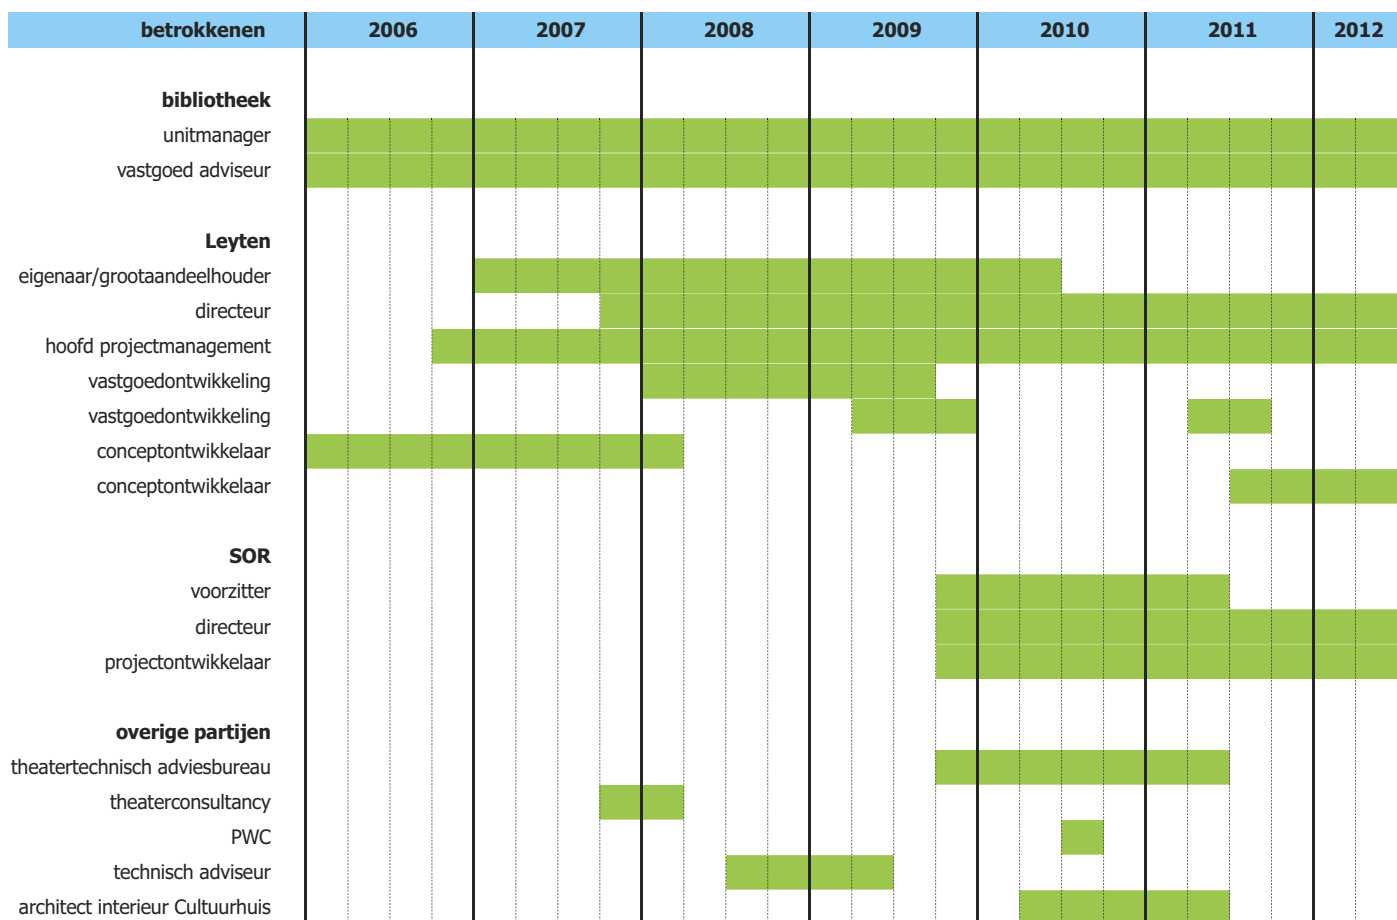 betrokkenen 2006 2007 2008 2009 2010 2011 2012
bibliotheek
unitmanager
vastgoed adviseur
Leyten
eigenaar/grootaandeelhouder
directeur
hoofd projectmanagement
vastgoedontwikkeling
vastgoedontwikkeling
conceptontwikkelaar
conceptontwikkelaar
SOR
voorzitter
directeur
projectontwikkelaar
overige partijen
theatertechnisch adviesbureau
theaterconsultancy
PWC
technisch adviseur
architect interieur Cultuurhuis